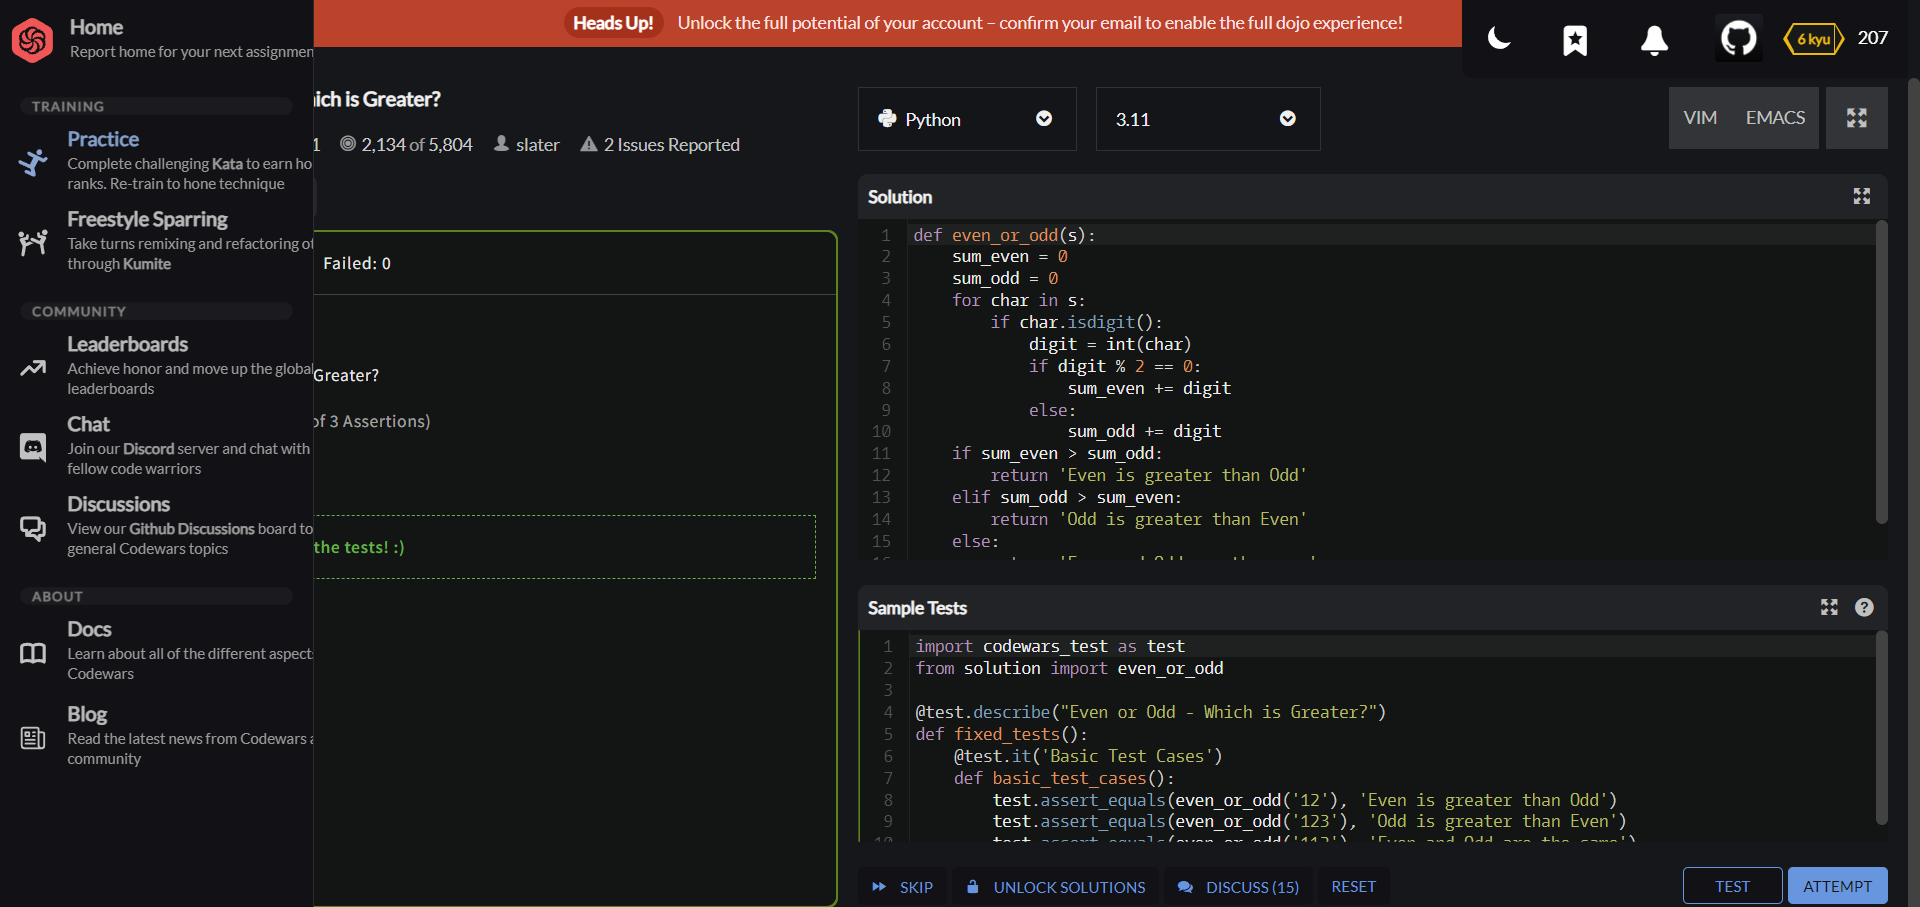 Home
Report home for your next assignmen
TRAINING
Practice
Complete challenging Kata to earn ho
ranks. Re-train to hone technique
Freestyle Sparring
Take turns remixing and refactoring ot
through Kumite
COMMUNITY
Leaderboards
Achieve honor and move up the global
leaderboards
Chat
Join our Discord server and chat with
fellow code warriors
Discussions
View our Github Discussions board to
general Codewars topics
ABOUT
Docs
Learn about all of the different aspect
Codewars
Blog
Read the latest news from Codewars a
community
Heads Up! Unlock the full potential of your account – confirm your email to enable the full dojo experience!
6 kyu 207
ich is Greater?
1 2,134 of 5,804 slater 2 Issues Reported
Failed: 0
Greater?
of 3 Assertions)
the tests! :)
Python
3.11
VIM EMACS
Solution
1 def even_or_odd(s):
2 sum_even = 0
3 sum_odd = 0
4 for char in s:
5 if char.isdigit():
6 digit = int(char)
7 if digit % 2 == 0:
8 sum_even += digit
9 else:
10 sum_odd += digit
11 if sum_even > sum_odd:
12 return 'Even is greater than Odd'
13 elif sum_odd > sum_even:
14 return 'Odd is greater than Even'
15 else:
Sample Tests
1 import codewars_test as test
2 from solution import even_or_odd
3
4 @test.describe("Even or Odd - Which is Greater?")
5 def fixed_tests():
6 @test.it('Basic Test Cases')
7 def basic_test_cases():
8 test.assert_equals(even_or_odd('12'), 'Even is greater than Odd')
9 test.assert_equals(even_or_odd('123'), 'Odd is greater than Even')
10 test.assert_equals(even_or_odd('112'), 'Even and Odd are the same')
SKIP UNLOCK SOLUTIONS DISCUSS (15) RESET
TEST ATTEMPT